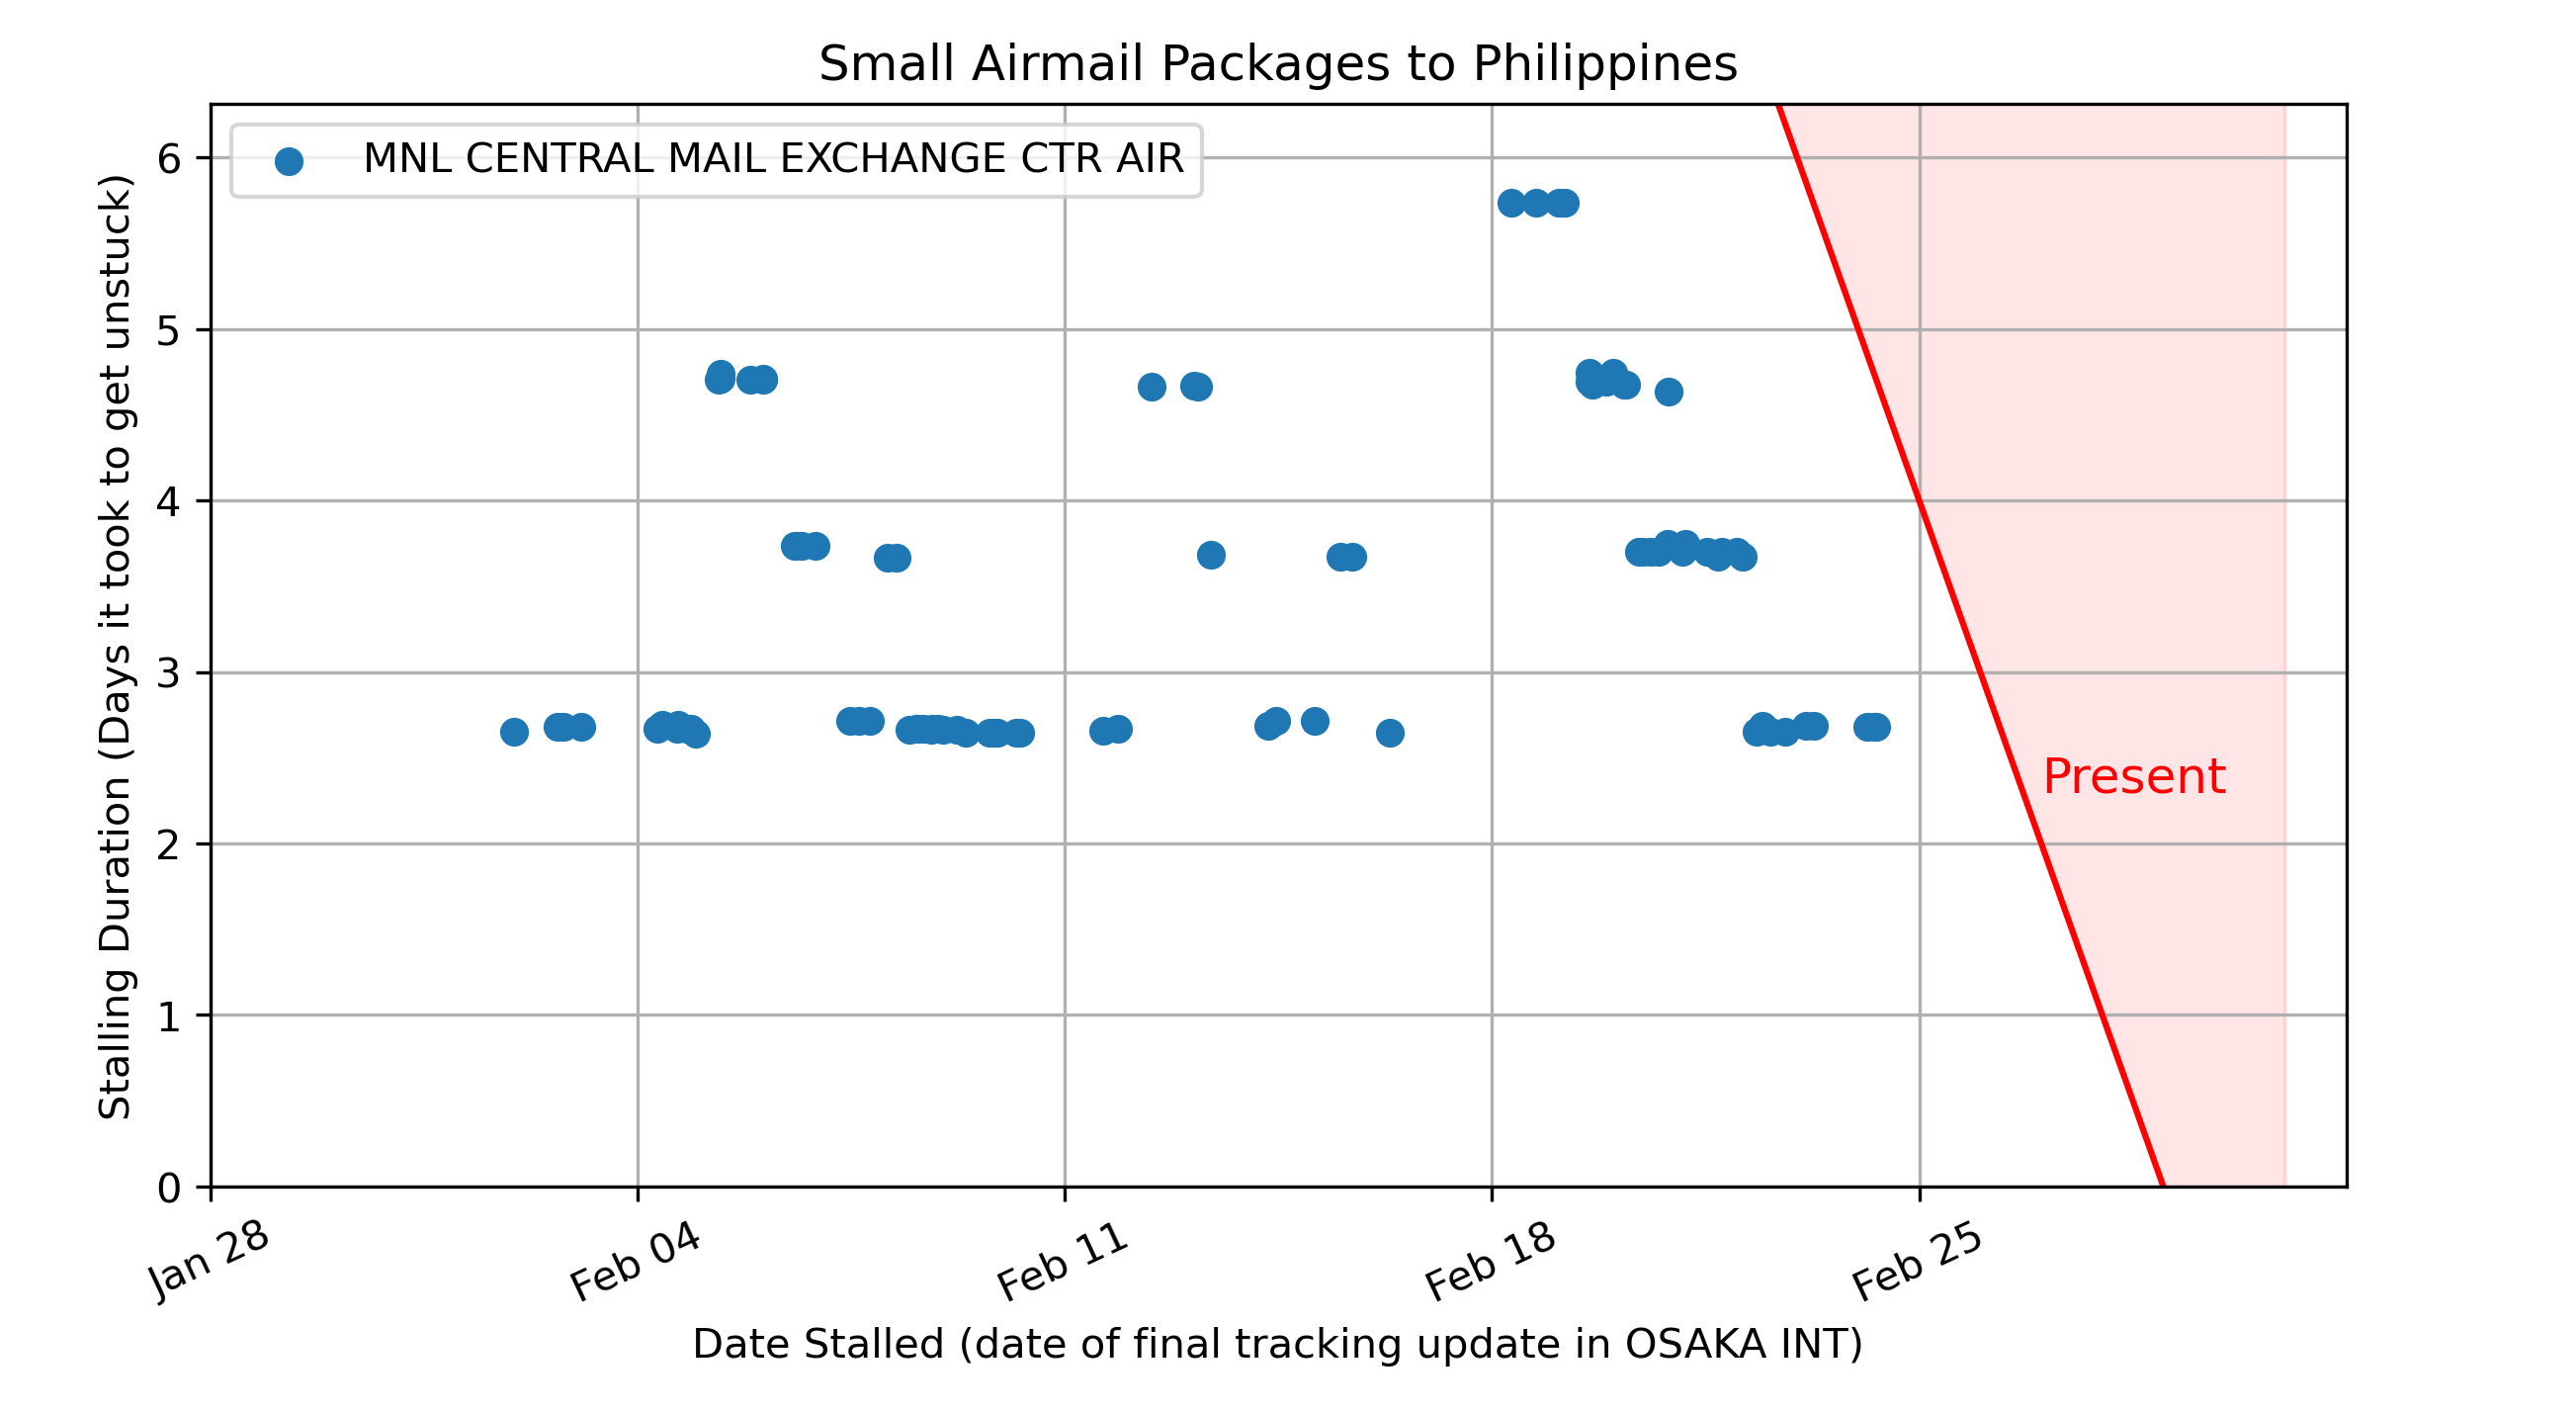 Small Airmail Packages to Philippines
MNL CENTRAL MAIL EXCHANGE CTR AIR
Stalling Duration (Days it took to get unstuck)
6
5
4
3
2
1
0
Present
Jan 28
Feb 04
Feb 11
Feb 18
Feb 25
Date Stalled (date of final tracking update in OSAKA INT)